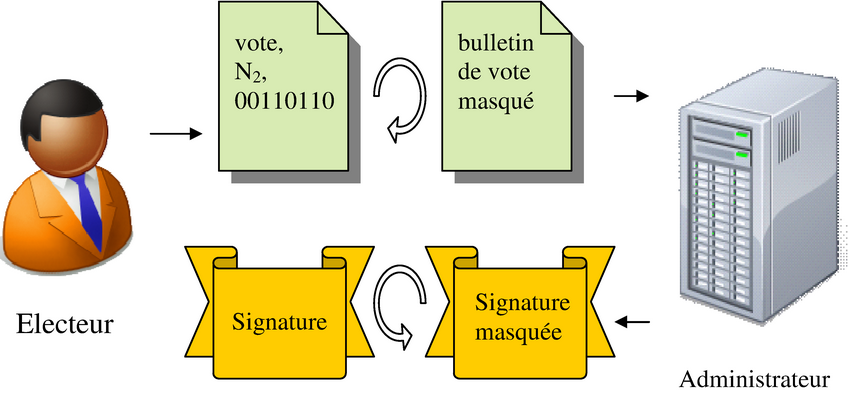 vote,
N₂,
00110110
bulletin
de vote
masqué
Electeur
Signature
Signature
masquée
Administrateur